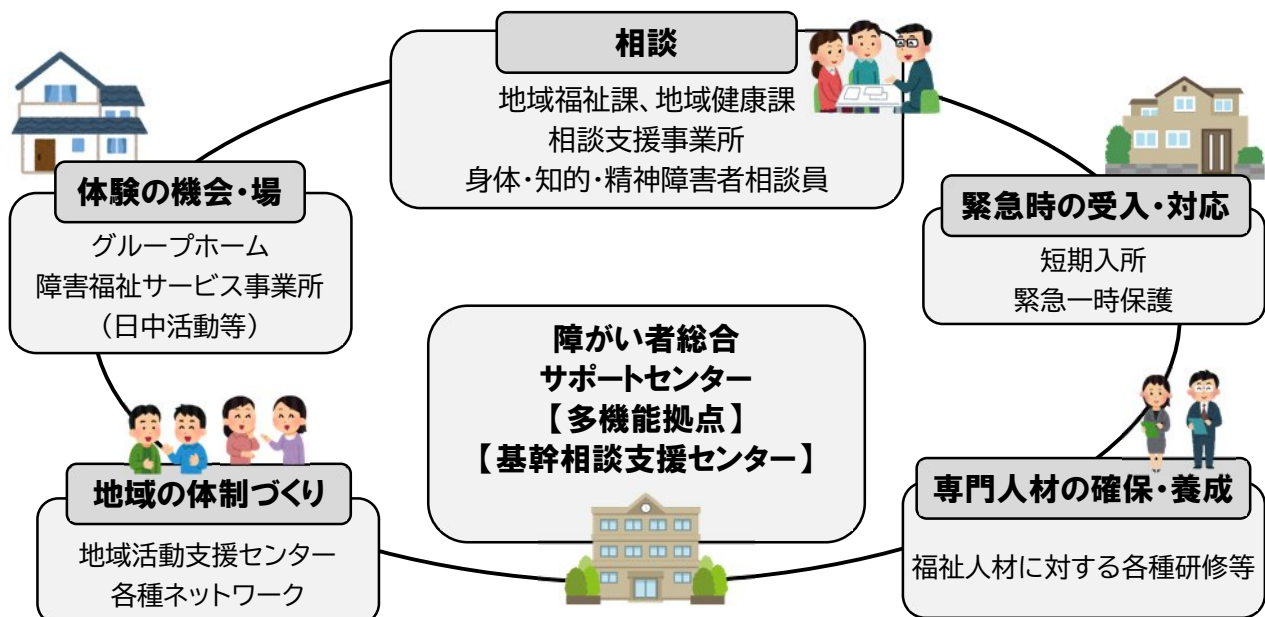 相談
地域福祉課、地域健康課
相談支援事業所
身体・知的・精神障害者相談員
体験の機会・場
グループホーム
障害福祉サービス事業所
（日中活動等）
緊急時の受入・対応
短期入所
緊急一時保護
障がい者総合
サポートセンター
【多機能拠点】
【基幹相談支援センター】
地域の体制づくり
地域活動支援センター
各種ネットワーク
専門人材の確保・養成
福祉人材に対する各種研修等